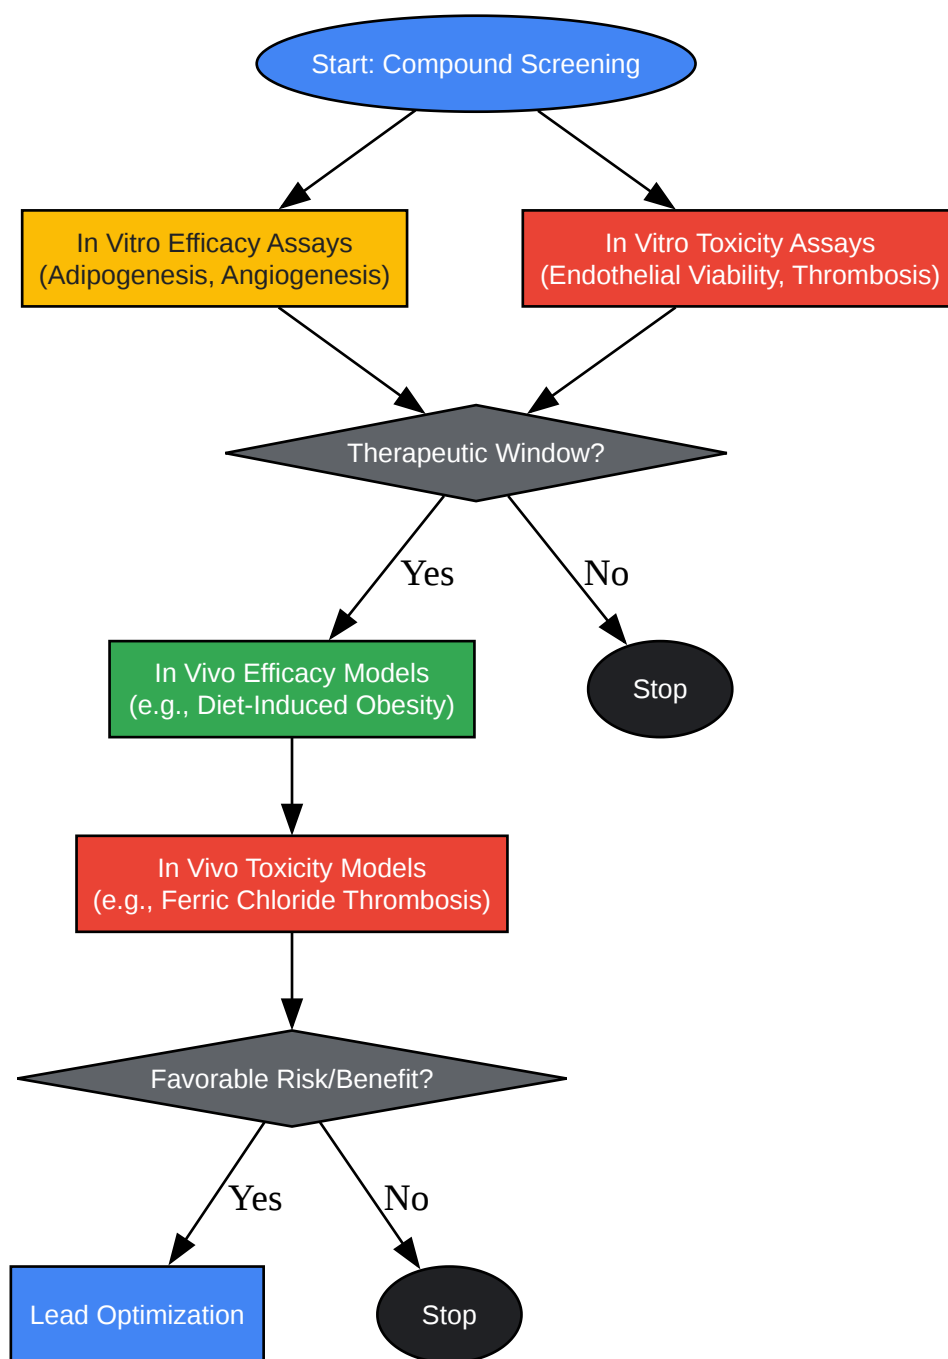 Start: Compound Screening
In Vitro Efficacy Assays
(Adipogenesis, Angiogenesis)
In Vitro Toxicity Assays
(Endothelial Viability, Thrombosis)
Therapeutic Window?
Yes
No
In Vivo Efficacy Models
(e.g., Diet-Induced Obesity)
Stop
In Vivo Toxicity Models
(e.g., Ferric Chloride Thrombosis)
Favorable Risk/Benefit?
Yes
No
Lead Optimization
Stop